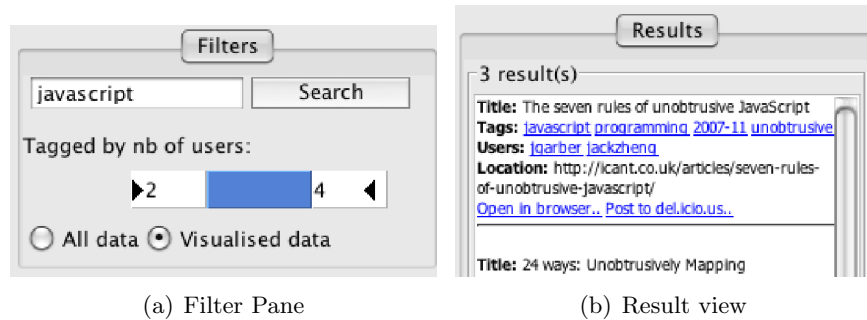 Filters
javascript Search
Tagged by nb of users:
2 4
All data Visualised data
(a) Filter Pane
Results
3 result(s)
Title: The seven rules of unobtrusive JavaScript
Tags: javascript programming 2007-11 unobtrusive
Users: jgarber jackzheng
Location: http://icant.co.uk/articles/seven-rules-
of-unobtrusive-javascript/
Open in browser.. Post to del.icio.us..
Title: 24 ways: Unobtrusively Mapping
(b) Result view